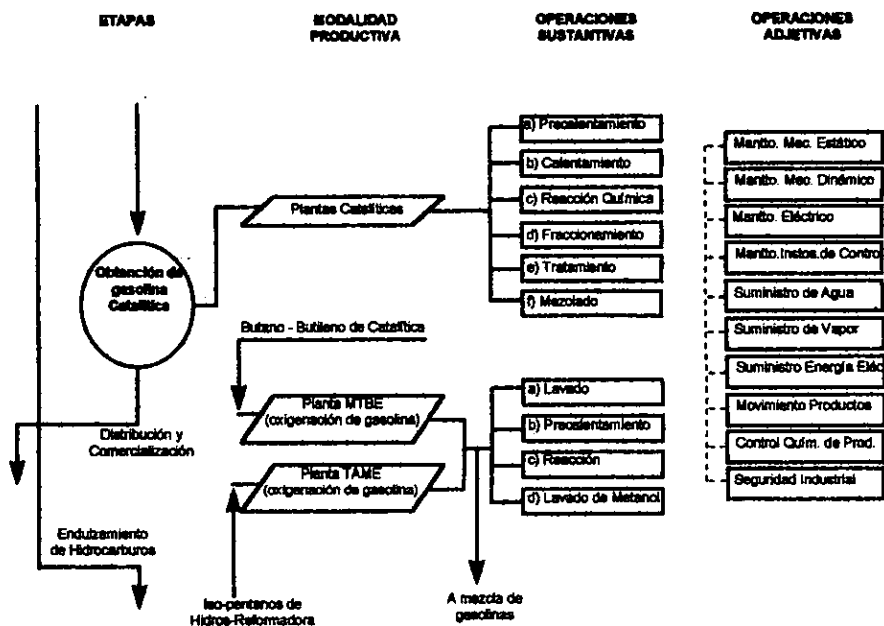 ETAPAS
MODALIDAD
PRODUCTIVA
OPERACIONES
SUSTANTIVAS
OPERACIONES
ADJETIVAS
Obtención de
gasolina
Catalítica
Plantas Catalíticas
a) Precalentamiento
b) Calentamiento
c) Reacción Química
d) Fraccionamiento
e) Tratamiento
f) Mezclado
Mantto. Mec. Estático
Mantto. Mec. Dinámico
Mantto. Eléctrico
Mantto.Instos.de Contro
Suministro de Agua
Suministro de Vapor
Suministro Energía Eléc
Movimiento Productos
Control Quím. de Prod.
Seguridad Industrial
Butano - Butileno de Catalítica
Planta MTBE
(oxigenación de gasolina)
Planta TAME
(oxigenación de gasolina)
a) Lavado
b) Precalentamiento
c) Reacción
d) Lavado de Metanol
Distribución y
Comercialización
Endulzamiento
de Hidrocarburos
Iso-pentanos de
Hidros-Reformadora
A mezcla de
gasolinas